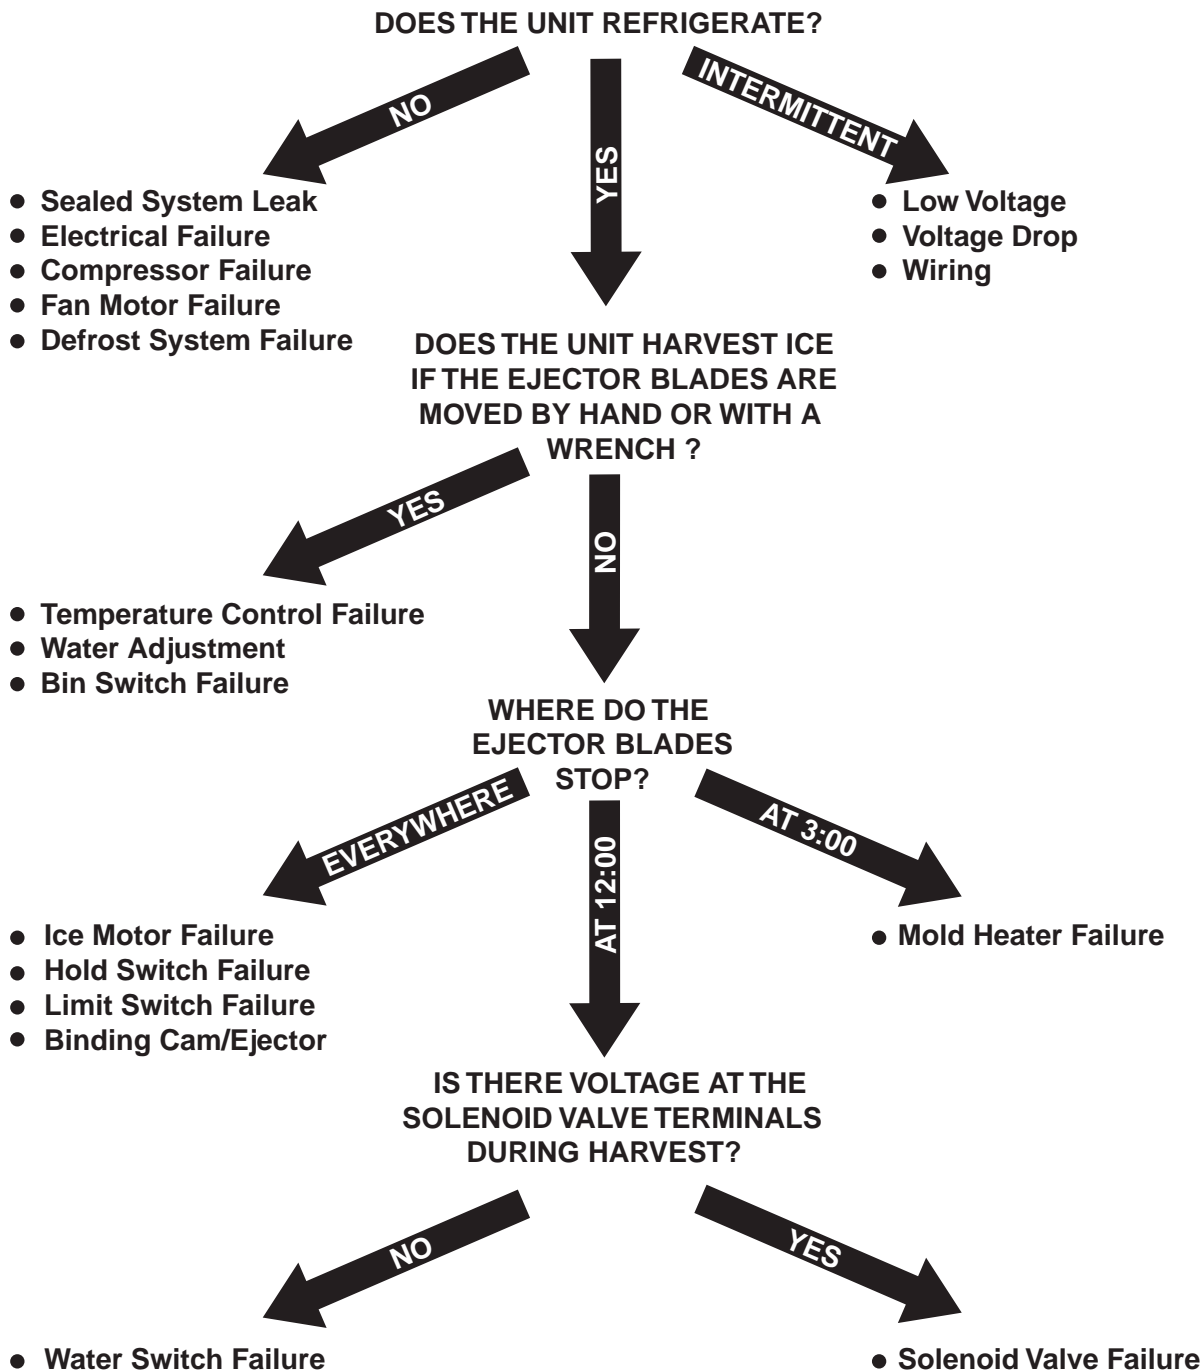 DOES THE UNIT REFRIGERATE?
NO
YES
INTERMITTENT
• Sealed System Leak
• Electrical Failure
• Compressor Failure
• Fan Motor Failure
• Defrost System Failure
• Low Voltage
• Voltage Drop
• Wiring
DOES THE UNIT HARVEST ICE
IF THE EJECTOR BLADES ARE
MOVED BY HAND OR WITH A
WRENCH ?
YES
NO
• Temperature Control Failure
• Water Adjustment
• Bin Switch Failure
WHERE DO THE
EJECTOR BLADES
STOP?
EVERYWHERE
AT 12:00
AT 3:00
• Ice Motor Failure
• Hold Switch Failure
• Limit Switch Failure
• Binding Cam/Ejector
• Mold Heater Failure
IS THERE VOLTAGE AT THE
SOLENOID VALVE TERMINALS
DURING HARVEST?
NO
YES
• Water Switch Failure
• Solenoid Valve Failure